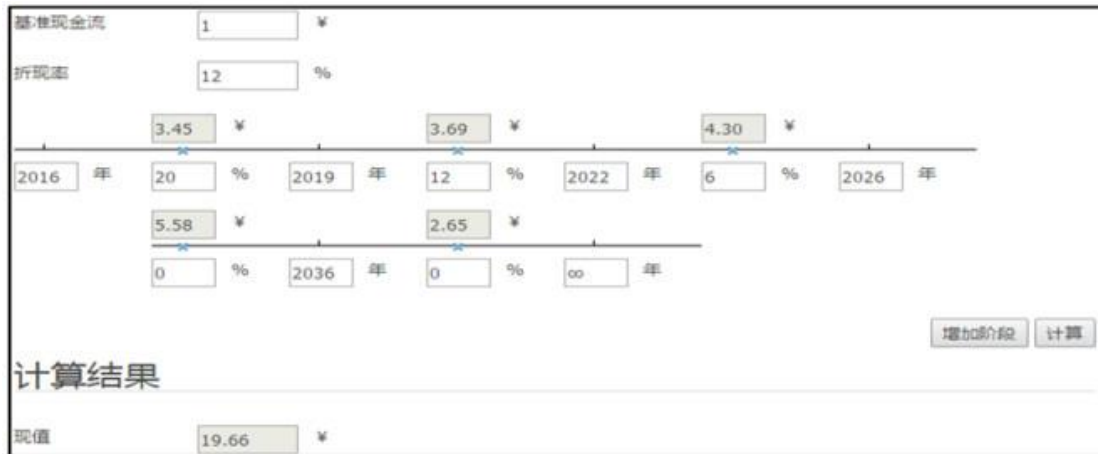 基准现金流 1 ¥
折现率 12 %
3.45 ¥ 3.69 ¥ 4.30 ¥
2016 年 20 % 2019 年 12 % 2022 年 6 % 2026 年
5.58 ¥ 2.65 ¥
0 % 2036 年 0 % ∞ 年
增加阶段 计算
计算结果
现值 19.66 ¥